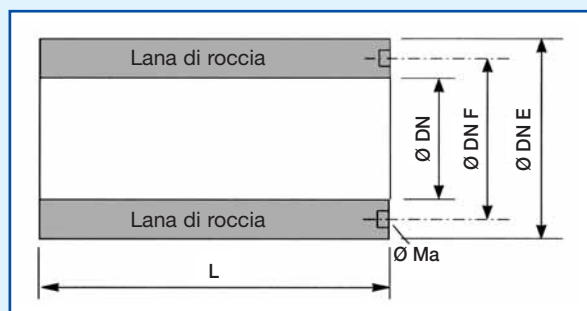 Lana di roccia
Ø DN
Ø DN F
Ø DN E
Lana di roccia
Ø Ma
L